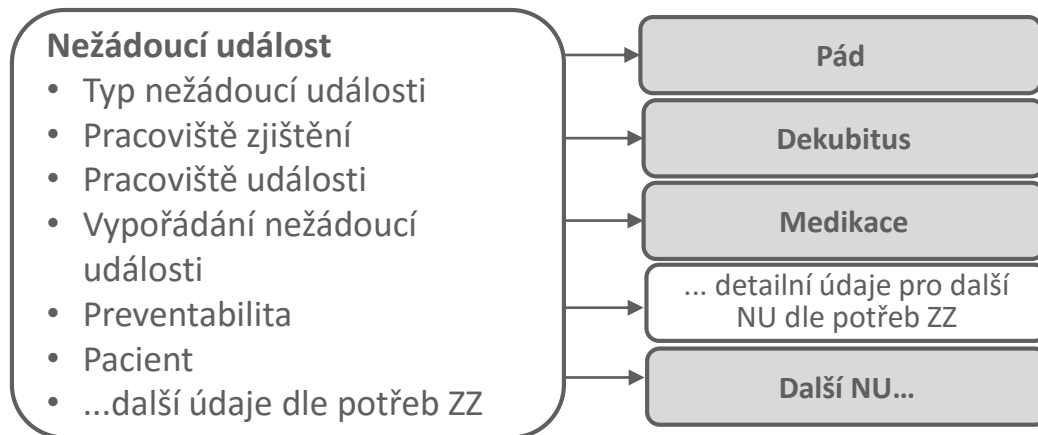 Nežádoucí událost
• Typ nežádoucí události
• Pracoviště zjištění
• Pracoviště události
• Vypořádání nežádoucí
události
• Preventabilita
• Pacient
• ...další údaje dle potřeb ZZ
Pád
Dekubitus
Medikace
... detailní údaje pro další
NU dle potřeb ZZ
Další NU...